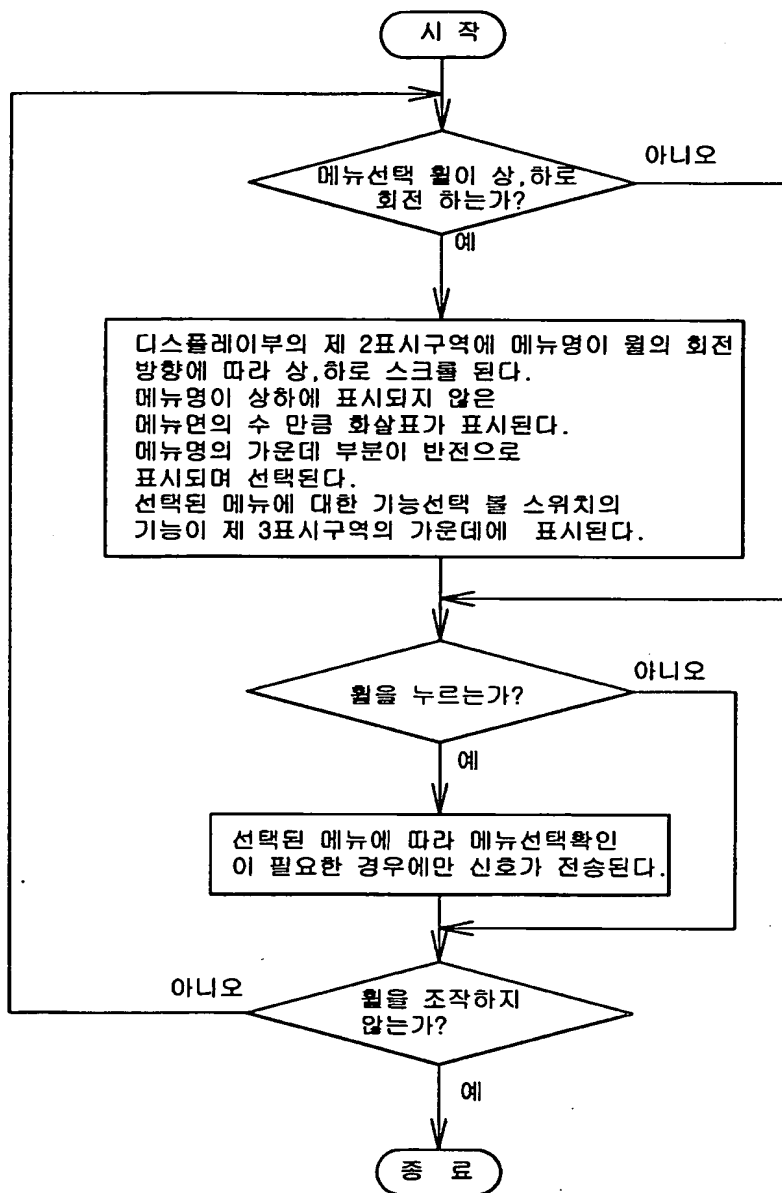 시 작
메뉴선택 휠이 상,하로
회전 하는가?
아니오
예
디스플레이부의 제 2표시구역에 메뉴명이 휠의 회전
방향에 따라 상,하로 스크롤 된다.
메뉴명이 상하에 표시되지 않은
메뉴면의 수 만큼 화살표가 표시된다.
메뉴명의 가운데 부분이 반전으로
표시되며 선택된다.
선택된 메뉴에 대한 기능선택 볼 스위치의
기능이 제 3표시구역의 가운데에 표시된다.
휠을 누르는가?
아니오
예
선택된 메뉴에 따라 메뉴선택확인
이 필요한 경우에만 신호가 전송된다.
아니오
휠을 조작하지
않는가?
예
종 료